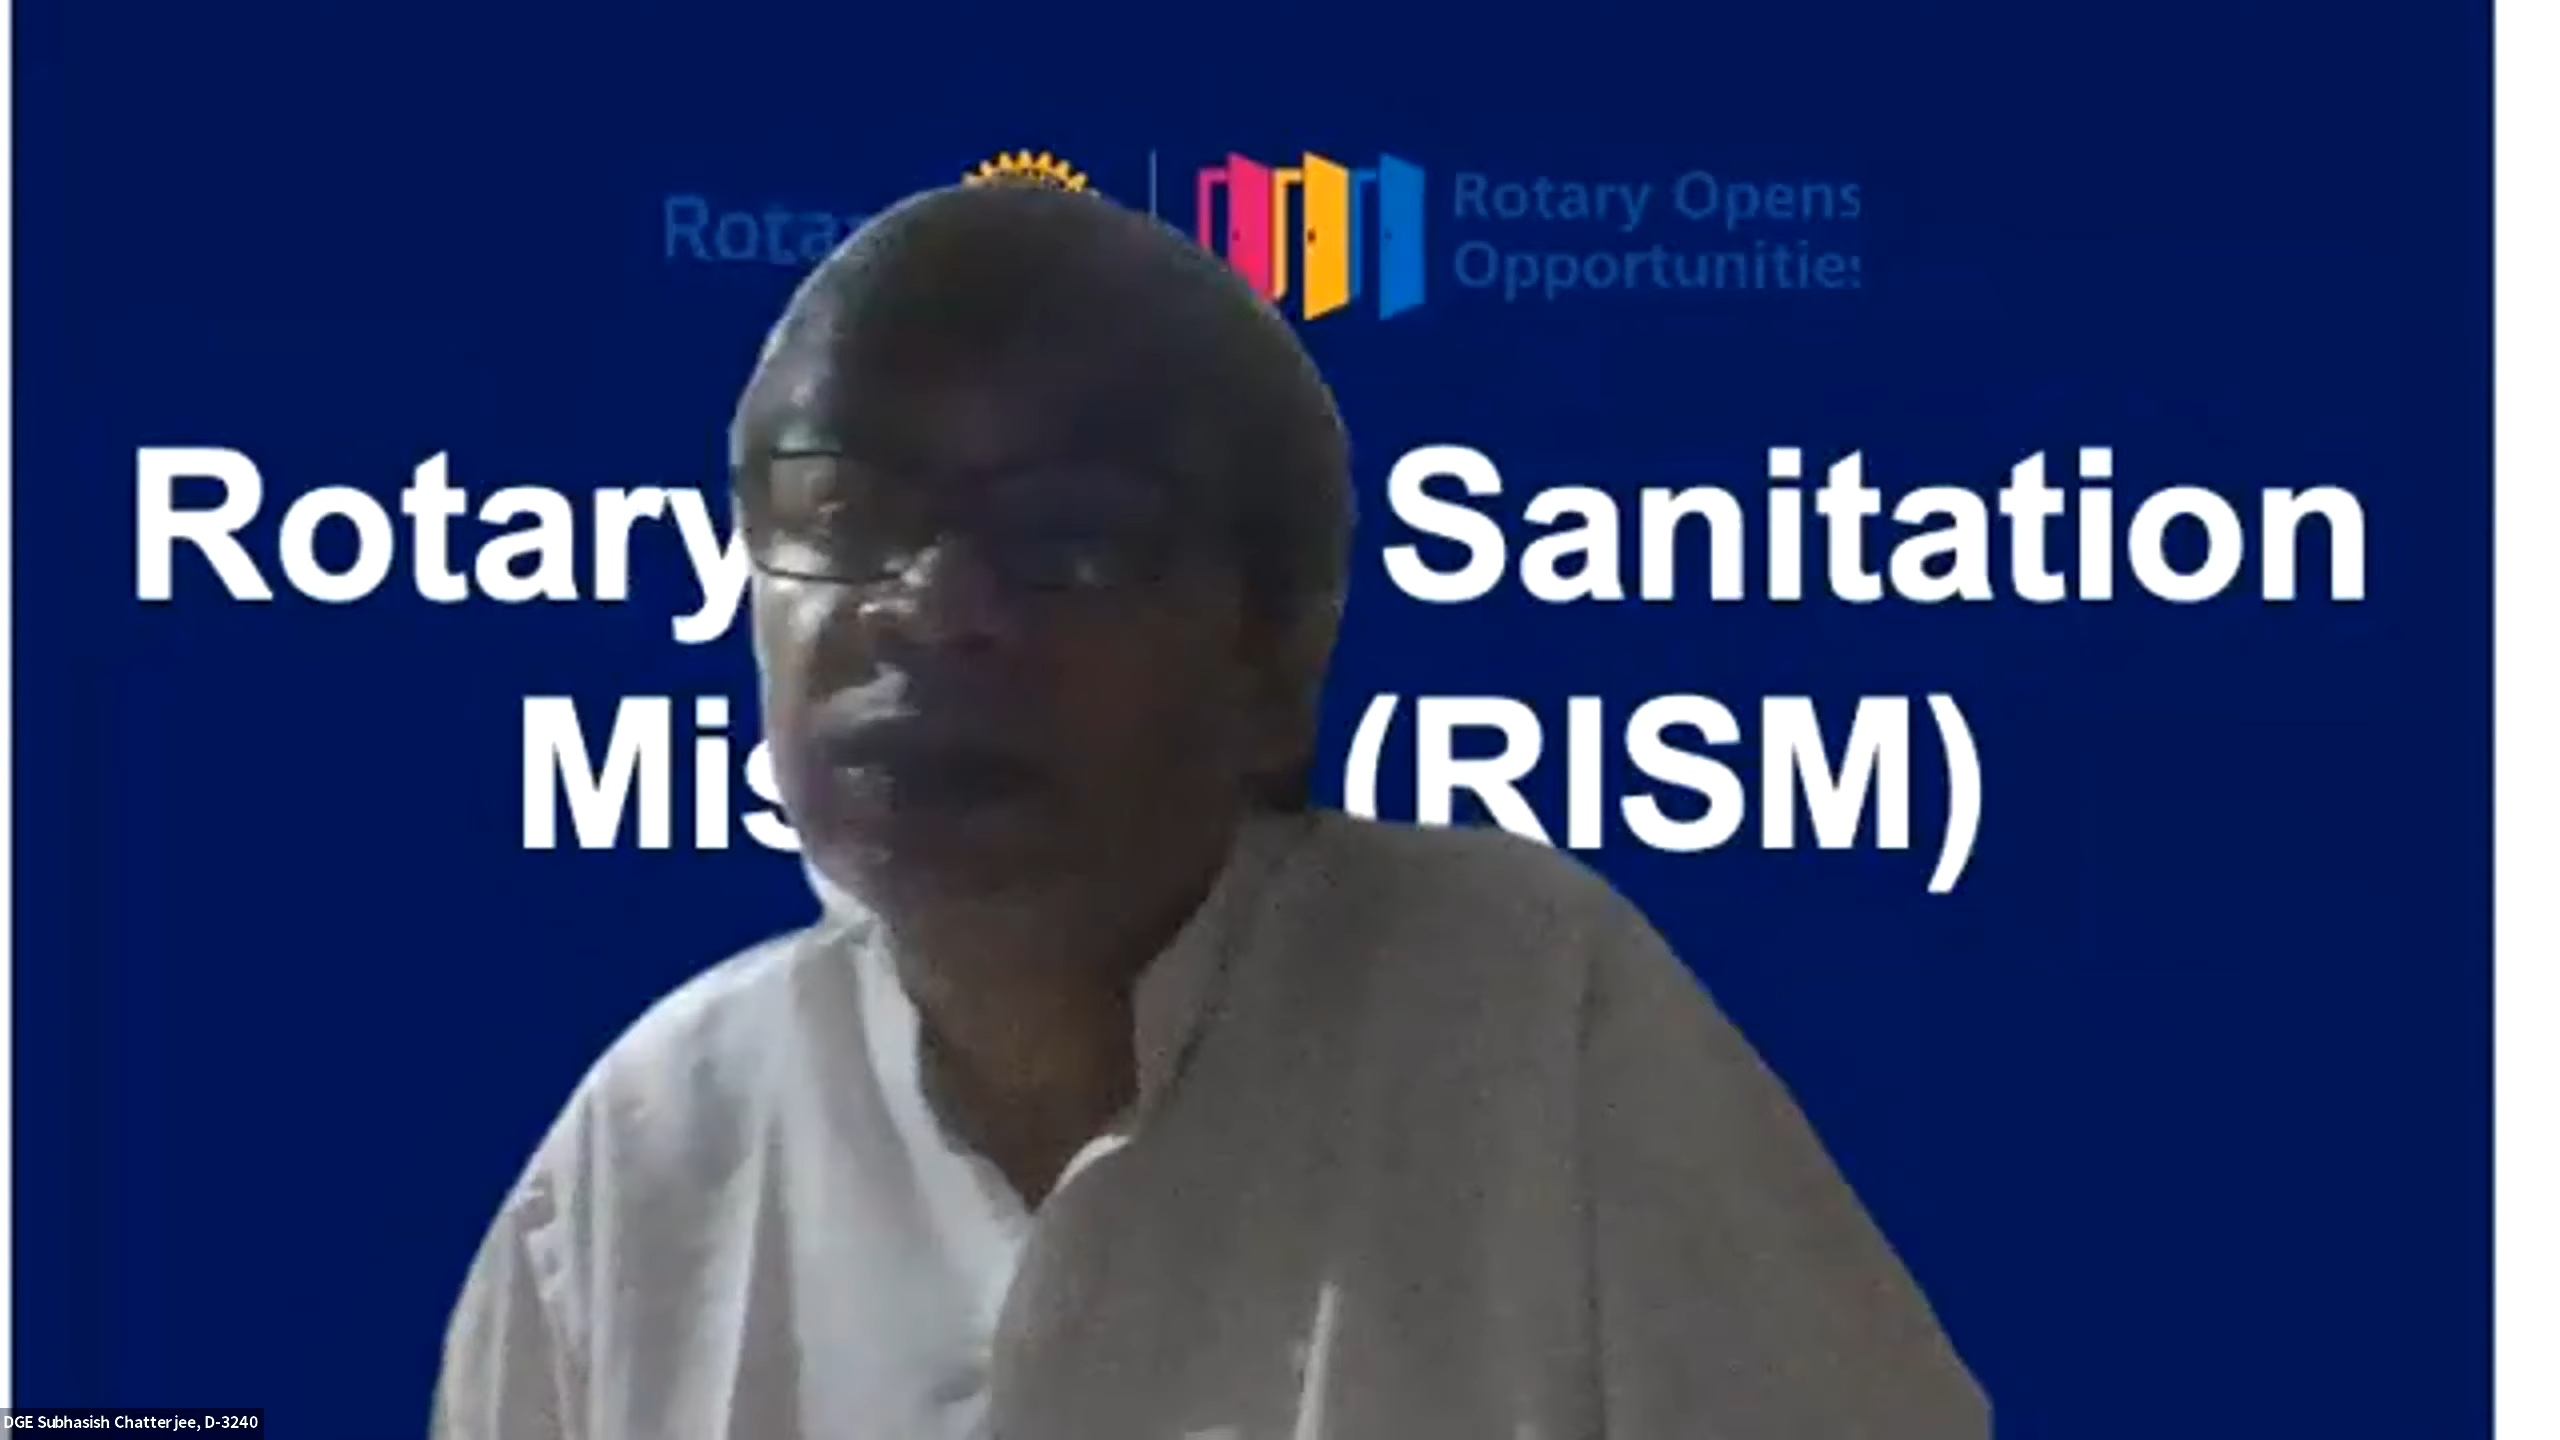 Rota
Rotary Opens
Opportunities
Rotary Sanitation
Mis (RISM)
DGE Subhasish Chatterjee, D-3240